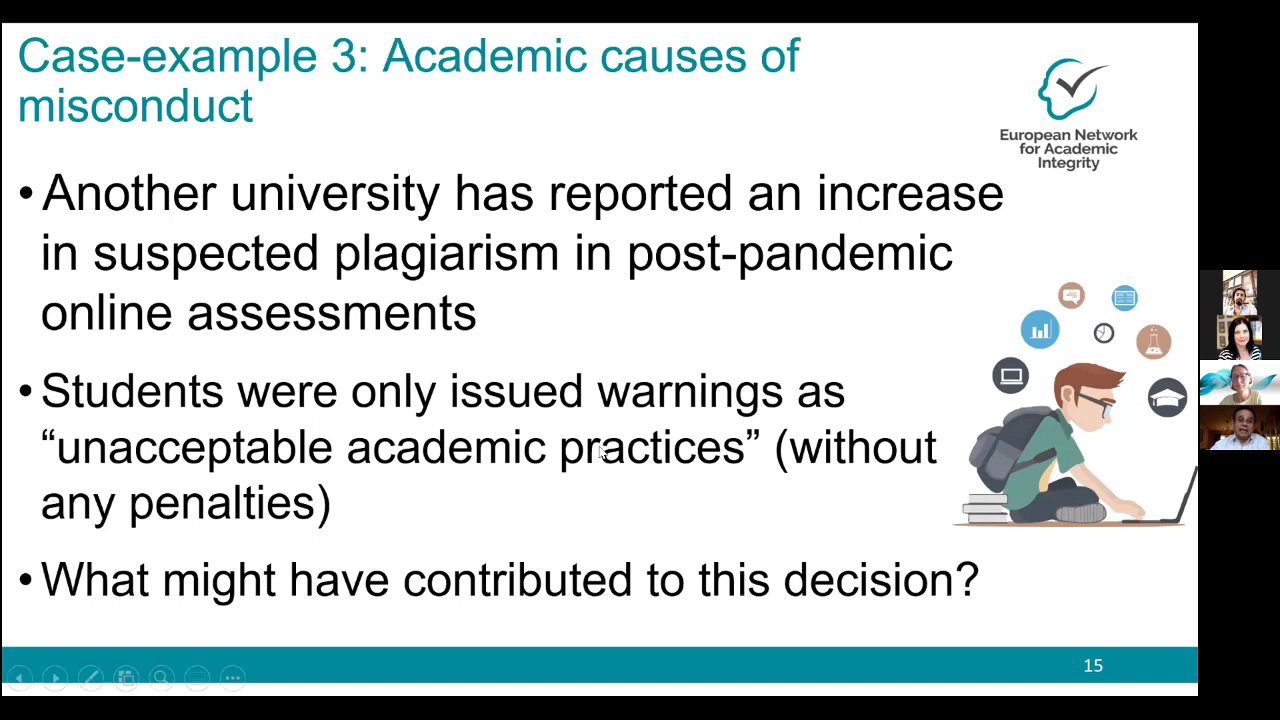 Case-example 3: Academic causes of
misconduct
European Network
for Academic
Integrity
•Another university has reported an increase
in suspected plagiarism in post-pandemic
online assessments
•Students were only issued warnings as
“unacceptable academic practices” (without
any penalties)
•What might have contributed to this decision?
15